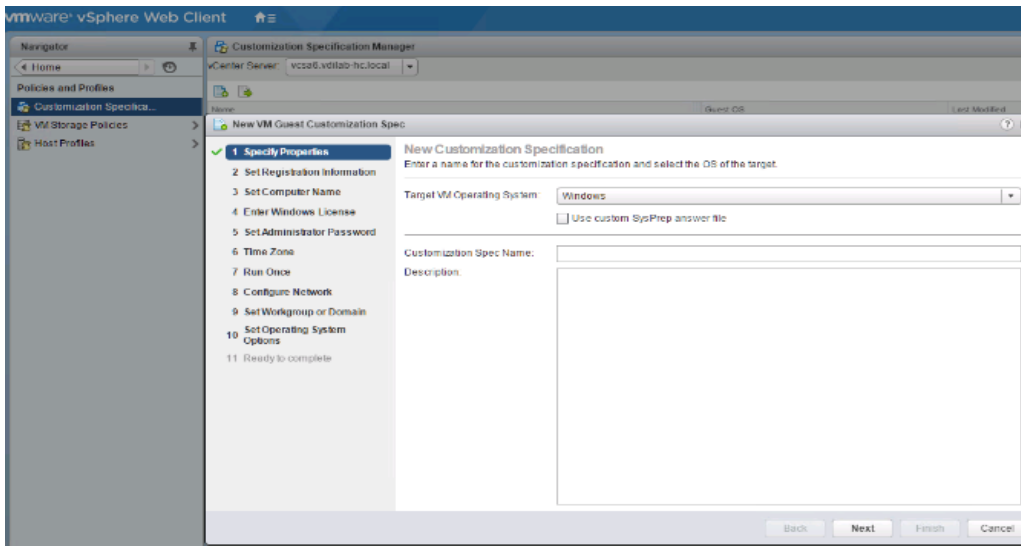 vmware® vSphere Web Client
Navigator
Home
Policies and Profiles
Customization Specifica...
VM Storage Policies
Host Profiles
Customization Specification Manager
vCenter Server: vcsa6.vdilab-hc.local
Name Guest OS Last Modified
New VM Guest Customization Spec
1 Specify Properties
2 Set Registration Information
3 Set Computer Name
4 Enter Windows License
5 Set Administrator Password
6 Time Zone
7 Run Once
8 Configure Network
9 Set Workgroup or Domain
10 Set Operating System
Options
11 Ready to complete
New Customization Specification
Enter a name for the customization specification and select the OS of the target.
Target VM Operating System: Windows
Use custom SysPrep answer file
Customization Spec Name:
Description:
Back Next Finish Cancel